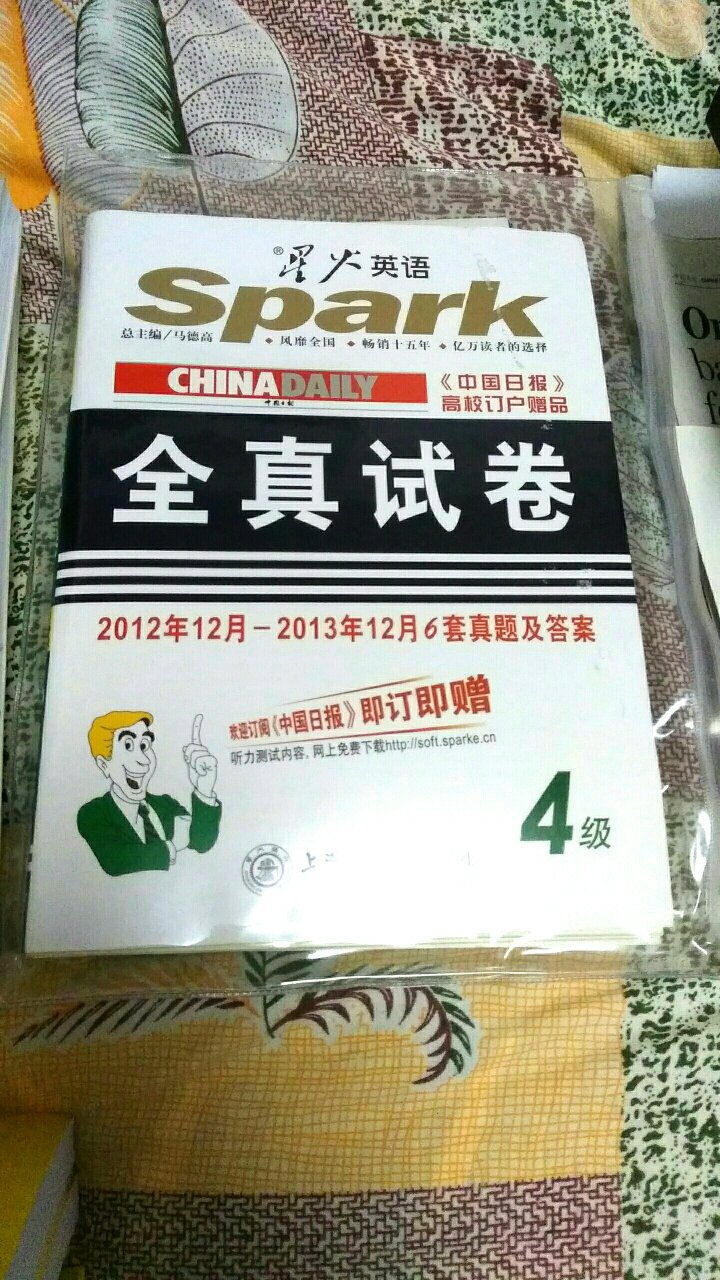 ®星火英语
Spark
总主编/马德高
◆风靡全国 ◆畅销十五年 ◆亿万读者的选择
CHINADAILY
中国日报
《中国日报》
高校订户赠品
全真试卷
2012年12月－2013年12月6套真题及答案
欢迎订阅《中国日报》即订即赠
听力测试内容，网上免费下载http://soft.sparke.cn
4级
上